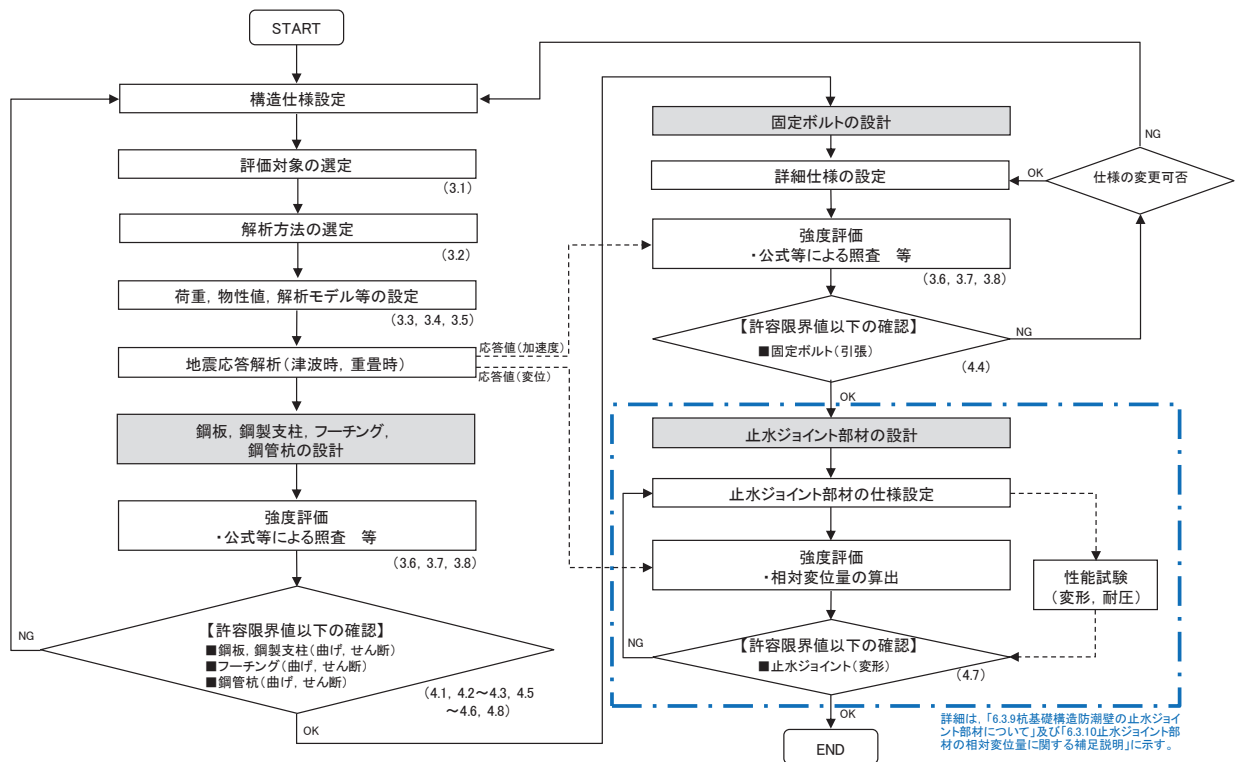 START
構造仕様設定
評価対象の選定
(3.1)
解析方法の選定
(3.2)
荷重, 物性値, 解析モデル等の設定
(3.3, 3.4, 3.5)
地震応答解析(津波時, 重畳時)
応答値(加速度)
応答値(変位)
鋼板, 鋼製支柱, フーチング,
鋼管杭の設計
強度評価
・公式等による照査　等
(3.6, 3.7, 3.8)
【許容限界値以下の確認】
■鋼板, 鋼製支柱(曲げ, せん断)
■フーチング(曲げ, せん断)
■鋼管杭(曲げ, せん断)
NG
(4.1, 4.2～4.3, 4.5
～4.6, 4.8)
OK
固定ボルトの設計
詳細仕様の設定
OK
仕様の変更可否
NG
強度評価
・公式等による照査　等
(3.6, 3.7, 3.8)
【許容限界値以下の確認】
■固定ボルト(引張)
NG
(4.4)
OK
止水ジョイント部材の設計
止水ジョイント部材の仕様設定
強度評価
・相対変位量の算出
性能試験
(変形, 耐圧)
【許容限界値以下の確認】
■止水ジョイント(変形)
NG
(4.7)
OK
END
詳細は,「6.3.9杭基礎構造防潮壁の止水ジョイ
ント部材について」及び「6.3.10止水ジョイント部
材の相対変位量に関する補足説明」に示す。